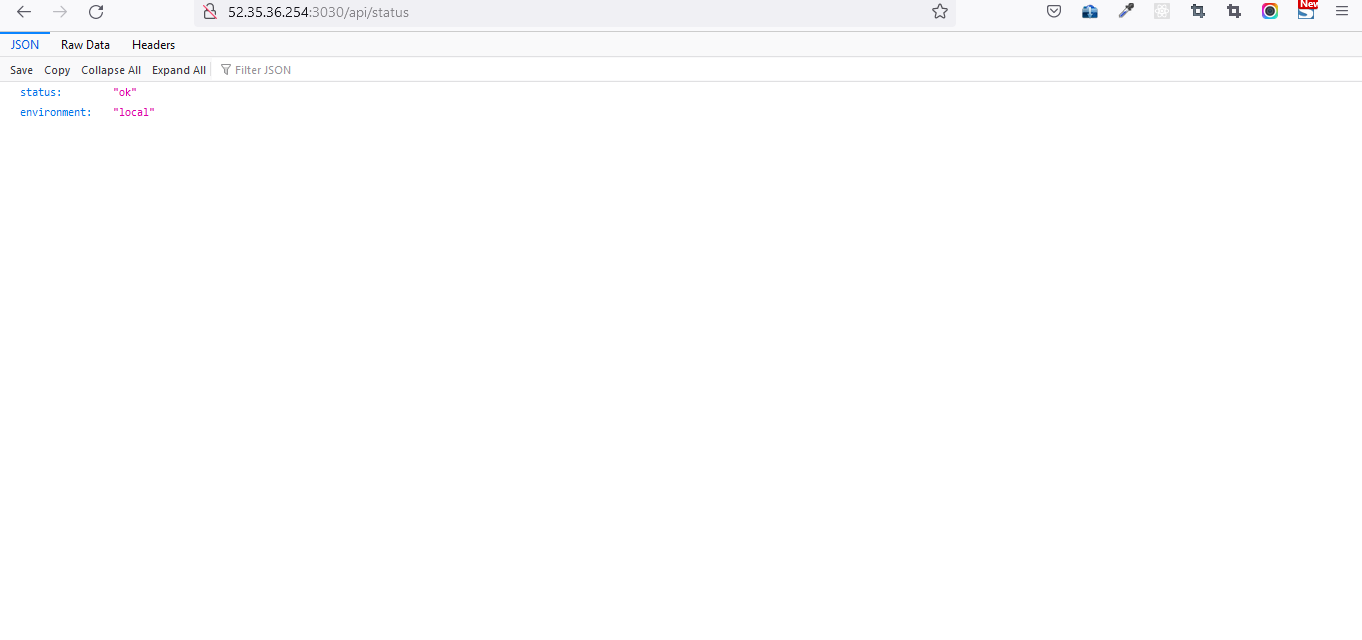 52.35.36.254:3030/api/status
New
JSON Raw Data Headers
Save Copy Collapse All Expand All Filter JSON
status: "ok"
environment: "local"